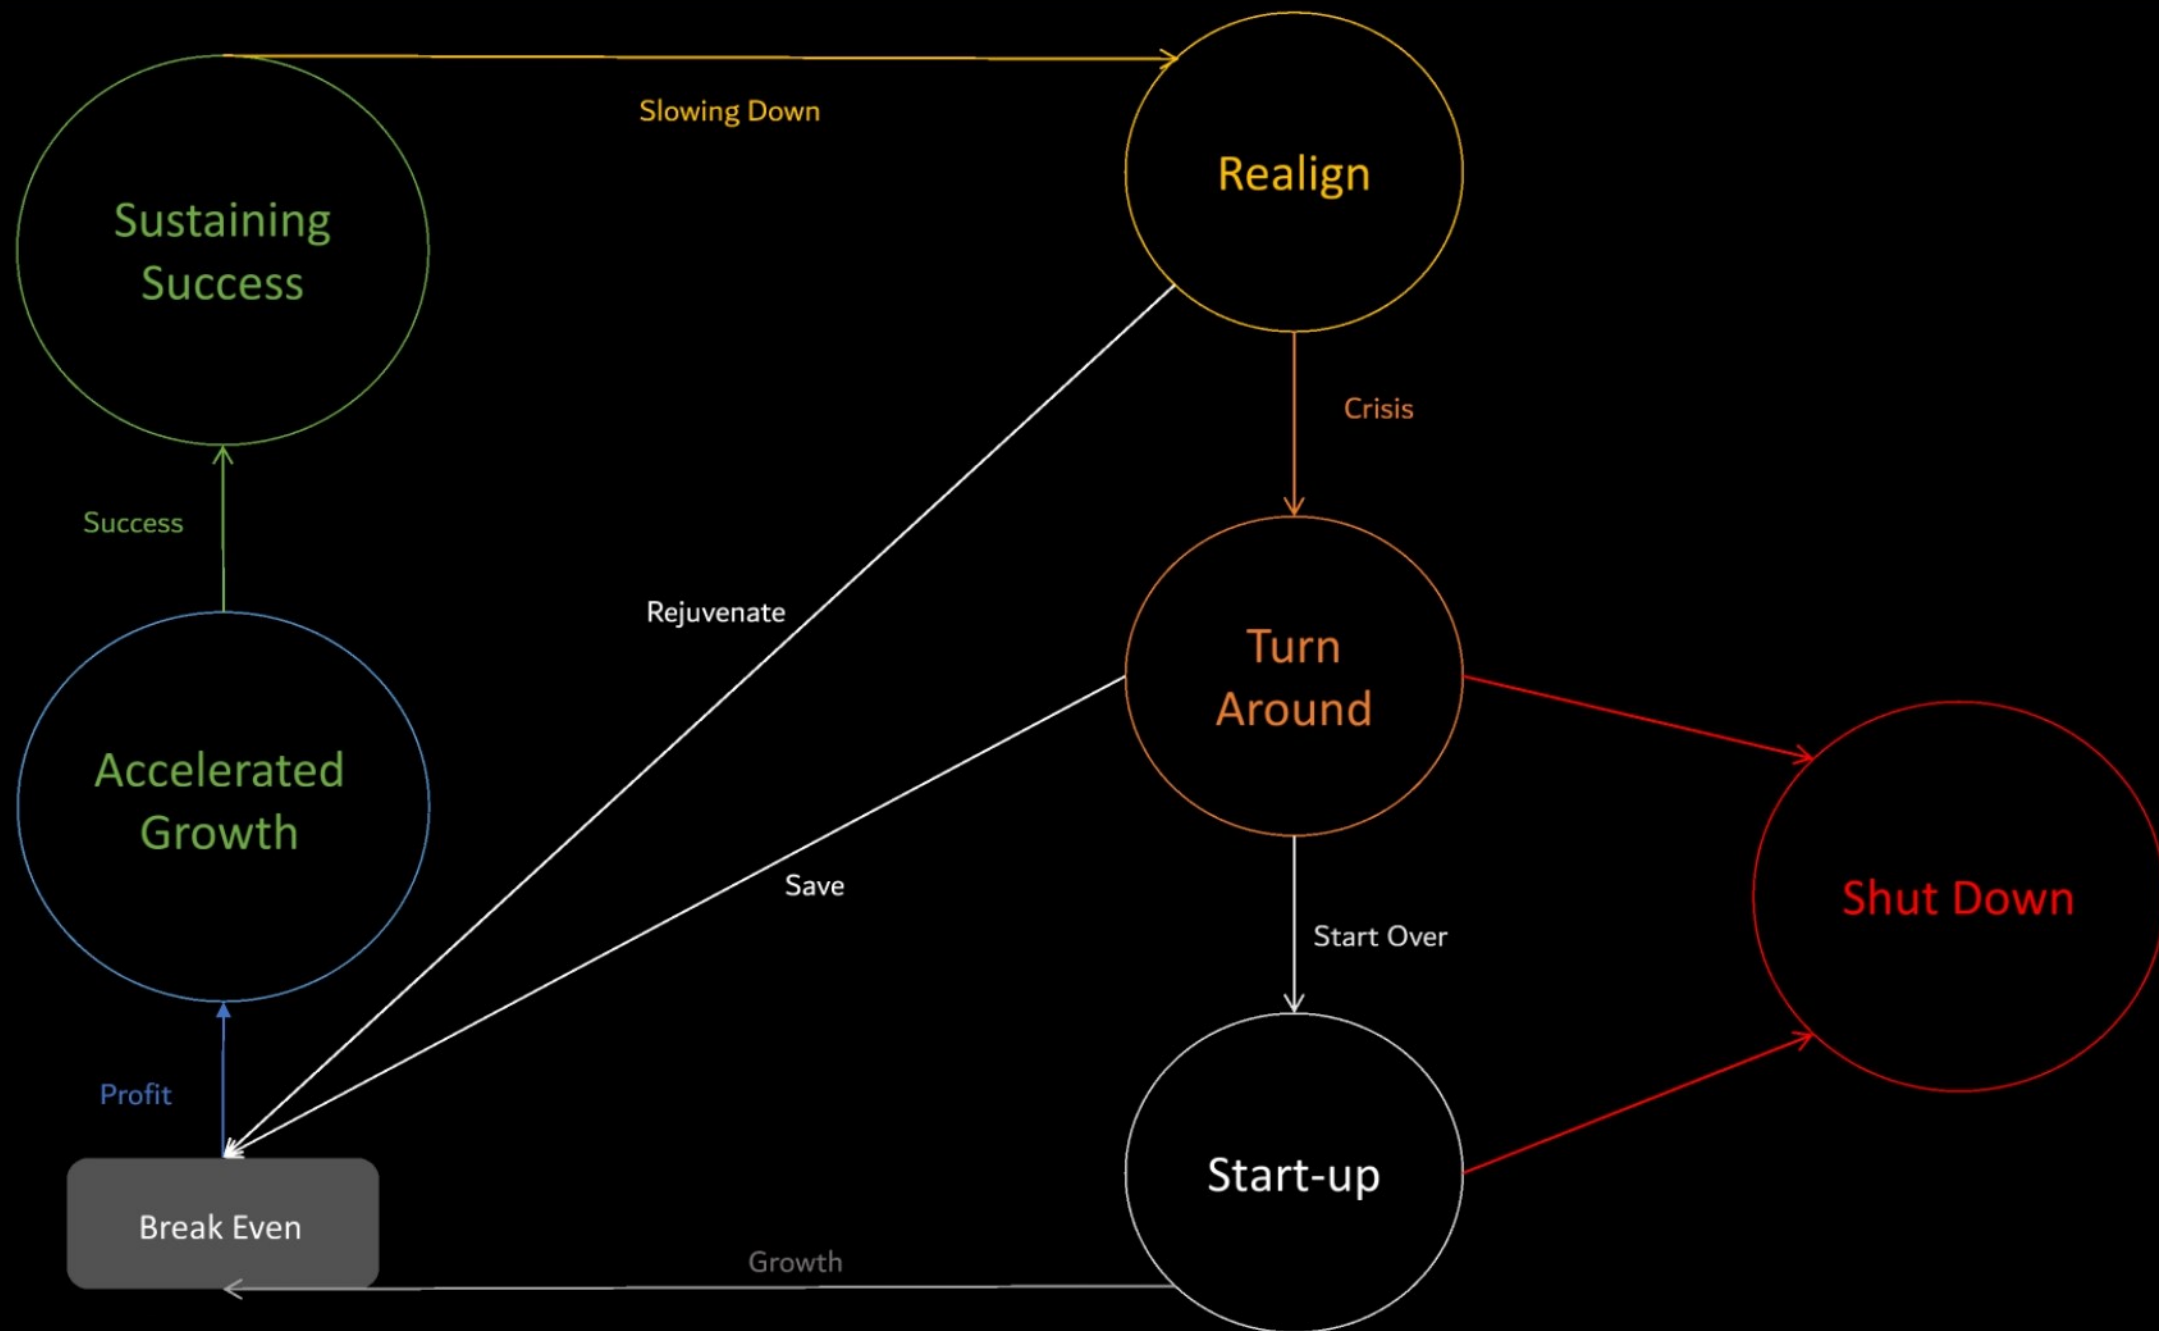 Slowing Down
Realign
Sustaining
Success
Crisis
Success
Rejuvenate
Turn
Around
Accelerated
Growth
Save
Shut Down
Start Over
Profit
Start-up
Break Even
Growth